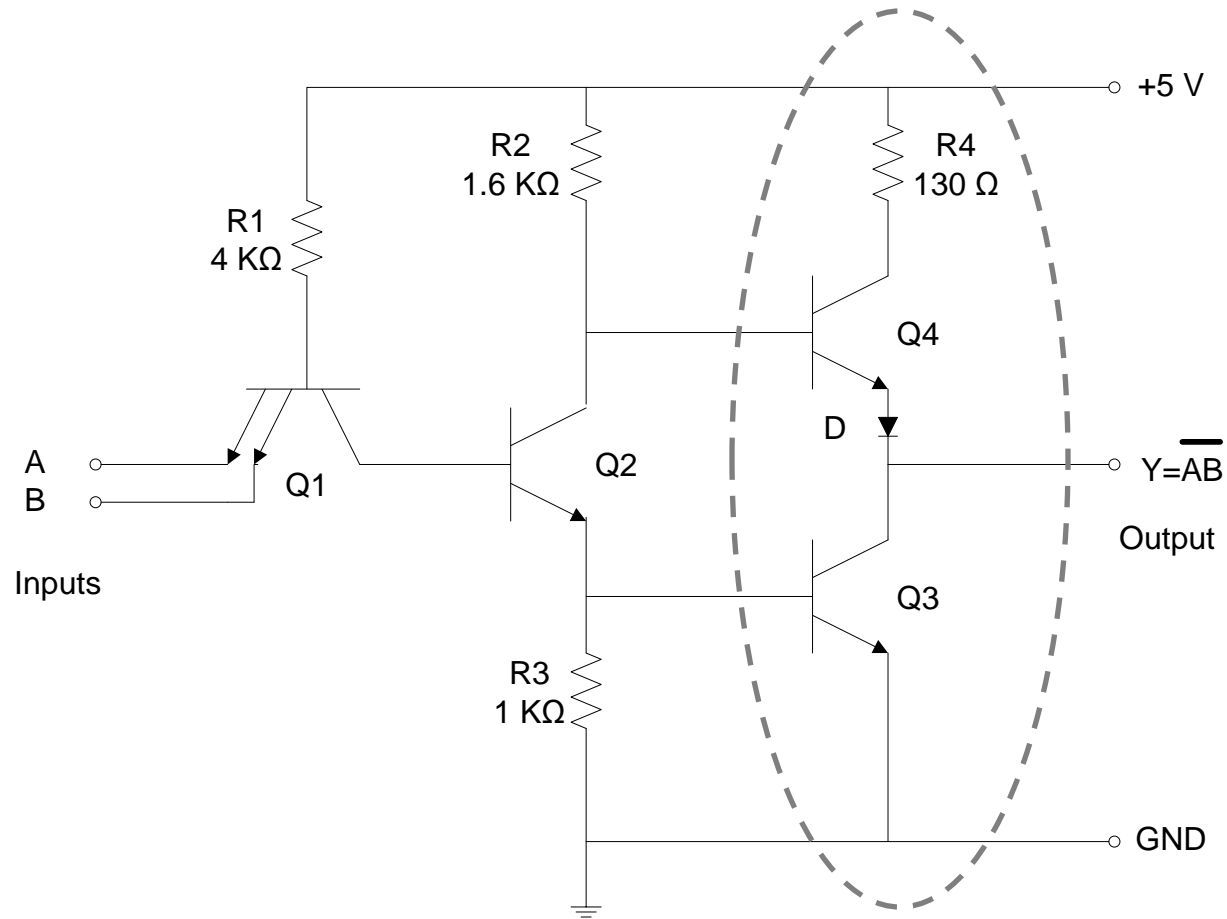 +5 V
R2
1.6 KΩ
R4
130 Ω
R1
4 KΩ
Q4
D
A
B
Q1
Q2
Y=A̅B̅
Output
Inputs
Q3
R3
1 KΩ
GND